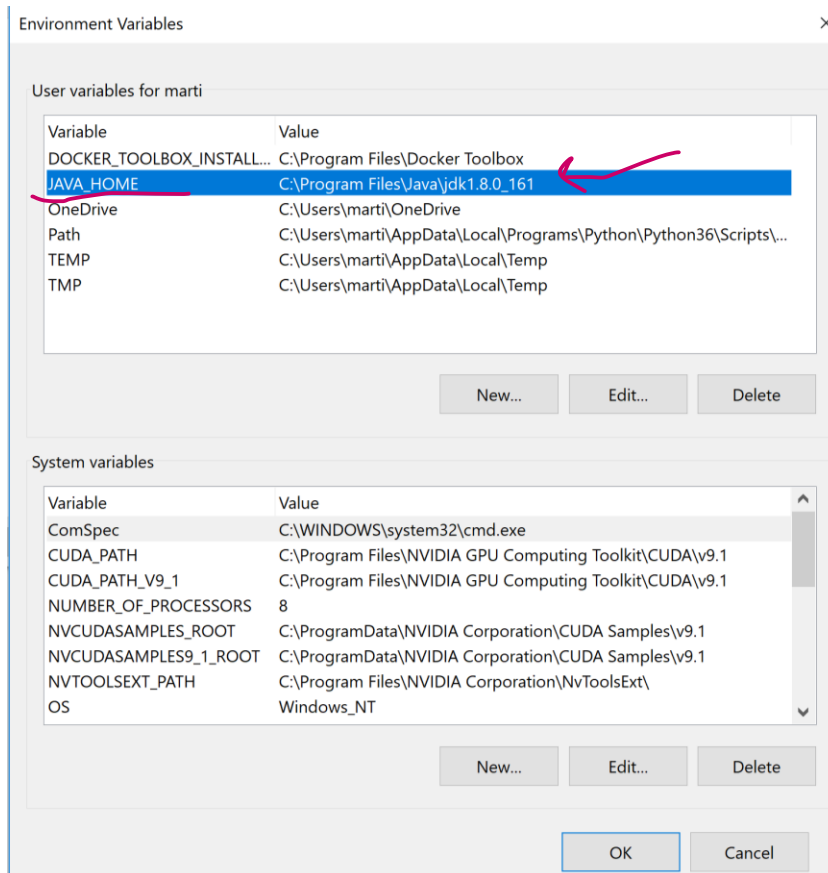 Environment Variables
User variables for marti
Variable Value
DOCKER_TOOLBOX_INSTALL... C:\Program Files\Docker Toolbox
JAVA_HOME C:\Program Files\Java\jdk1.8.0_161
OneDrive C:\Users\marti\OneDrive
Path C:\Users\marti\AppData\Local\Programs\Python\Python36\Scripts\...
TEMP C:\Users\marti\AppData\Local\Temp
TMP C:\Users\marti\AppData\Local\Temp
New... Edit... Delete
System variables
Variable Value
ComSpec C:\WINDOWS\system32\cmd.exe
CUDA_PATH C:\Program Files\NVIDIA GPU Computing Toolkit\CUDA\v9.1
CUDA_PATH_V9_1 C:\Program Files\NVIDIA GPU Computing Toolkit\CUDA\v9.1
NUMBER_OF_PROCESSORS 8
NVCUDASAMPLES_ROOT C:\ProgramData\NVIDIA Corporation\CUDA Samples\v9.1
NVCUDASAMPLES9_1_ROOT C:\ProgramData\NVIDIA Corporation\CUDA Samples\v9.1
NVTOOLSEXT_PATH C:\Program Files\NVIDIA Corporation\NvToolsExt\
OS Windows_NT
New... Edit... Delete
OK Cancel